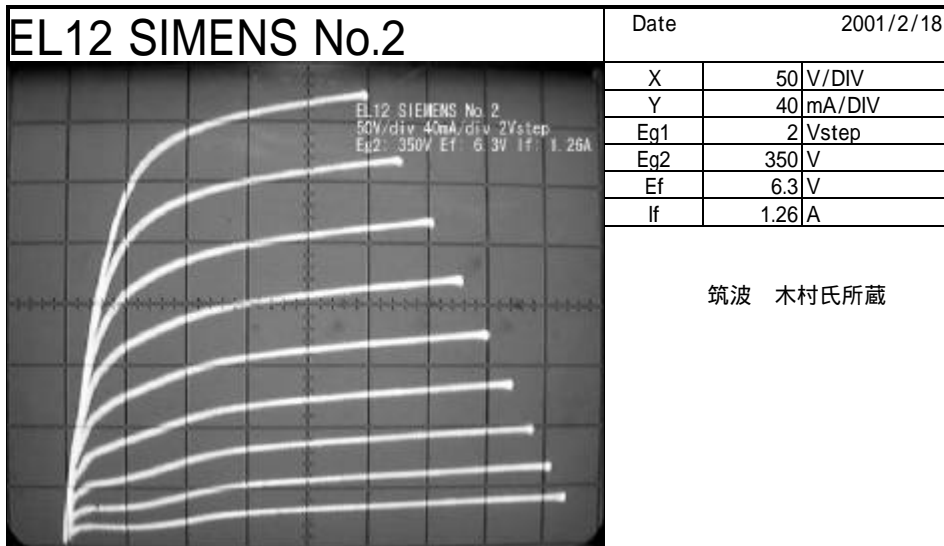 EL12 SIMENS No.2
Date 2001/2/18
EL12 SIEMENS No.2
50V/div 40mA/div 2Vstep
Eg2: 350V Ef: 6.3V If: 1.26A
X 50 V/DIV
Y 40 mA/DIV
Eg1 2 Vstep
Eg2 350 V
Ef 6.3 V
If 1.26 A
筑波 木村氏所蔵